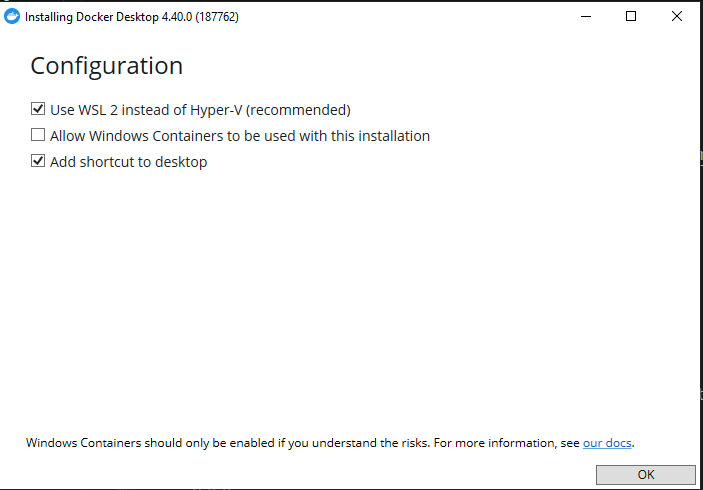 Installing Docker Desktop 4.40.0 (187762)
Configuration
Use WSL 2 instead of Hyper-V (recommended)
Allow Windows Containers to be used with this installation
Add shortcut to desktop
Windows Containers should only be enabled if you understand the risks. For more information, see our docs.
OK